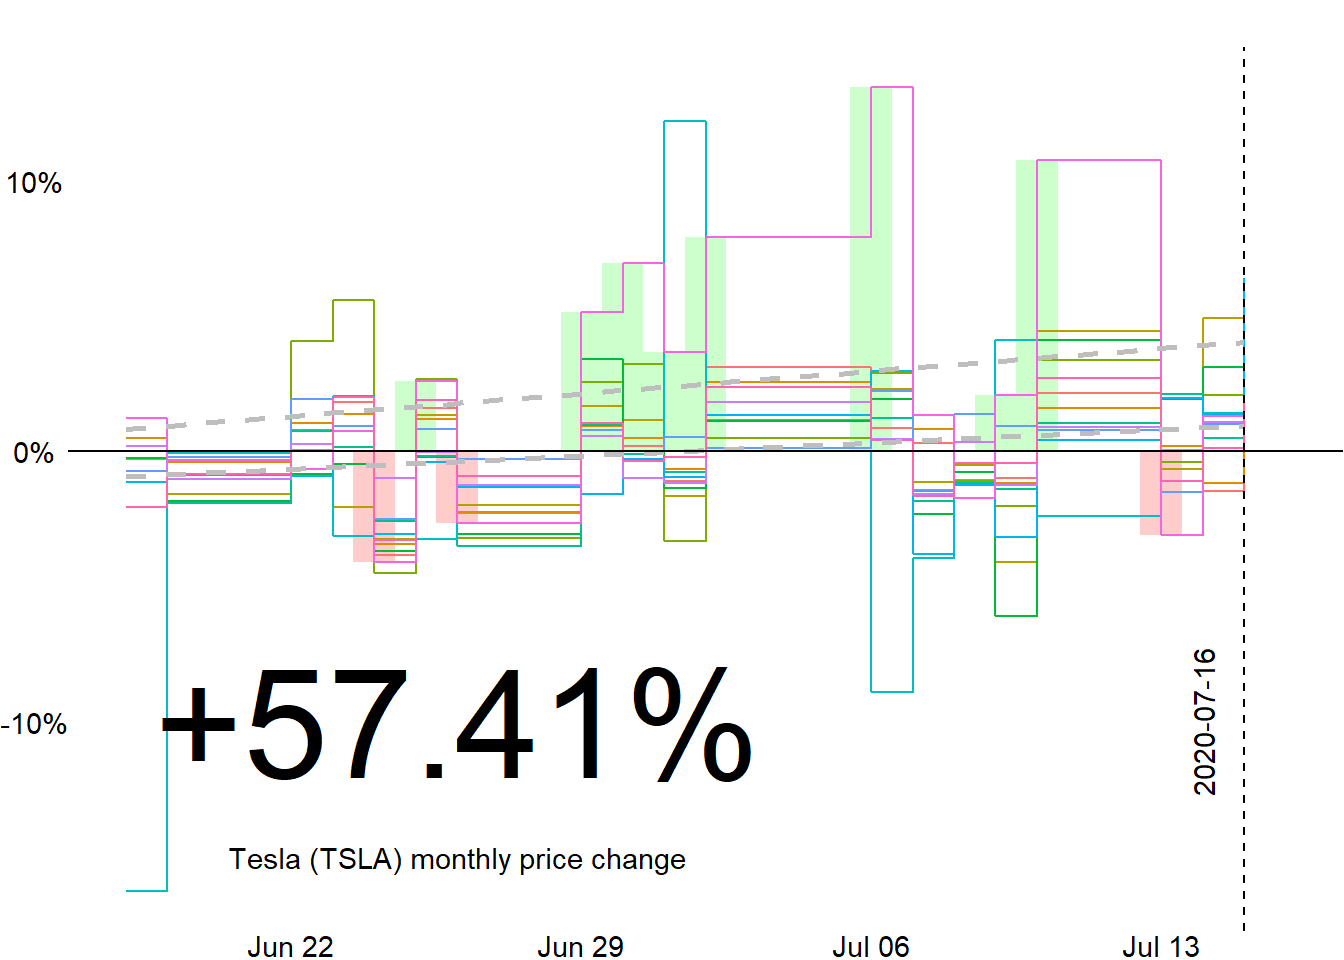 10%
0%
-10%
+57.41%
Tesla (TSLA) monthly price change
2020-07-16
Jun 22
Jun 29
Jul 06
Jul 13